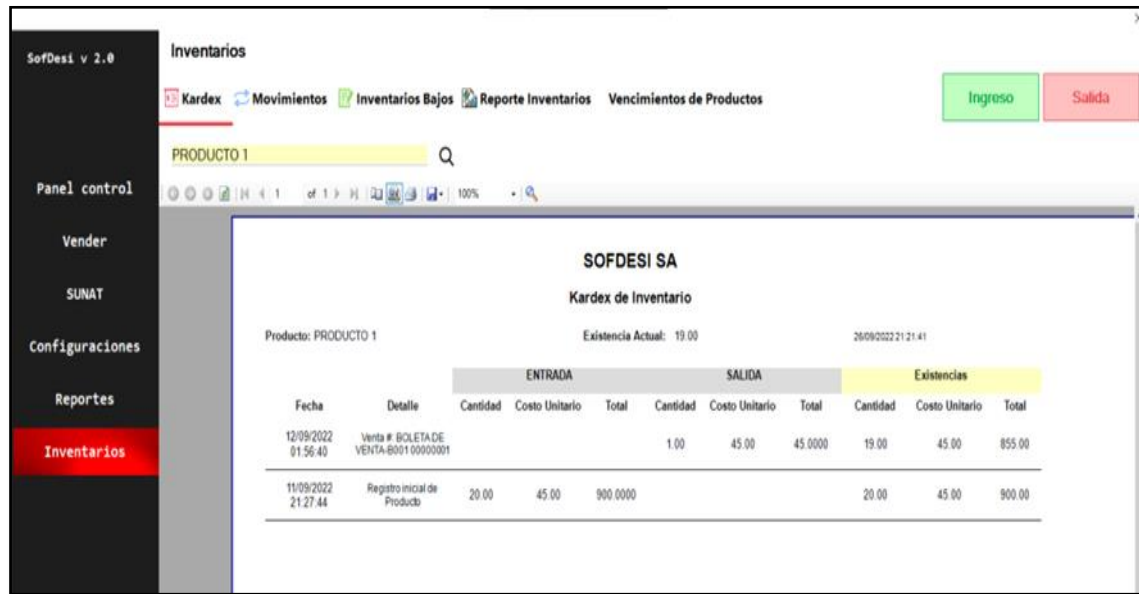 SofDesi v 2.0
Inventarios
Kardex Movimientos Inventarios Bajos Reporte Inventarios Vencimientos de Productos
Ingreso Salida
PRODUCTO 1
1 of 1 100%
Panel control
Vender
SUNAT
Configuraciones
Reportes
Inventarios
SOFDESI SA
Kardex de Inventario
Producto: PRODUCTO 1 Existencia Actual: 19.00 26/09/2022 21:21:41
ENTRADA SALIDA Existencias
Fecha Detalle Cantidad Costo Unitario Total Cantidad Costo Unitario Total Cantidad Costo Unitario Total
12/09/2022 01:56:40 Venta #: BOLETA DE VENTA-B001 00000001 1.00 45.00 45.0000 19.00 45.00 855.00
11/09/2022 21:27:44 Registro inicial de Producto 20.00 45.00 900.0000 20.00 45.00 900.00